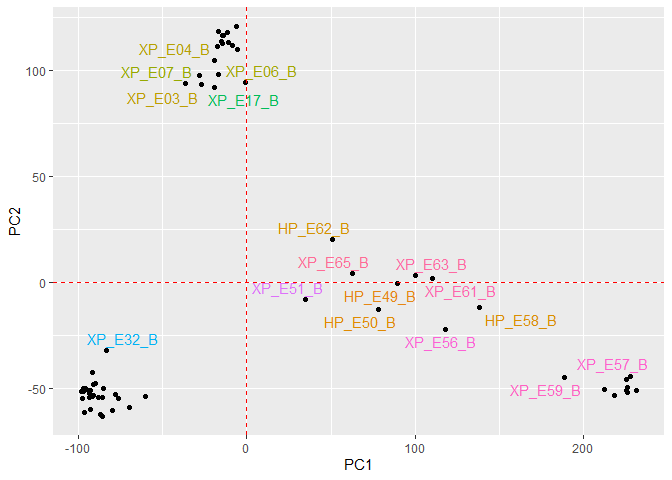 XP_E04_B
100
XP_E07_B
XP_E06_B
XP_E03_B
XP_E17_B
50
HP_E62_B
XP_E65_B
XP_E63_B
0
XP_E51_B
HP_E49_B
XP_E61_B
HP_E50_B
HP_E58_B
XP_E32_B
XP_E56_B
XP_E57_B
-50
XP_E59_B
-100
0
100
200
PC1
PC2